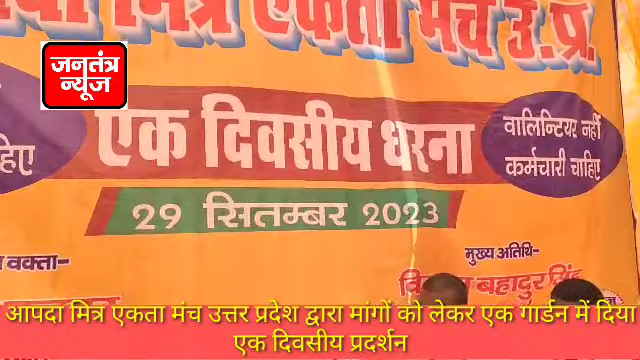 मित्र एकता मंच उ.प्र.
जनतंत्र
न्यूज
एक दिवसीय धरना
वालिन्टियर नहीं
कर्मचारी चाहिए
29 सितम्बर 2023
मुख्य अतिथि-
बहादुर सिंह
आपदा मित्र एकता मंच उत्तर प्रदेश द्वारा मांगों को लेकर एक गार्डन में दिया
एक दिवसीय प्रदर्शन